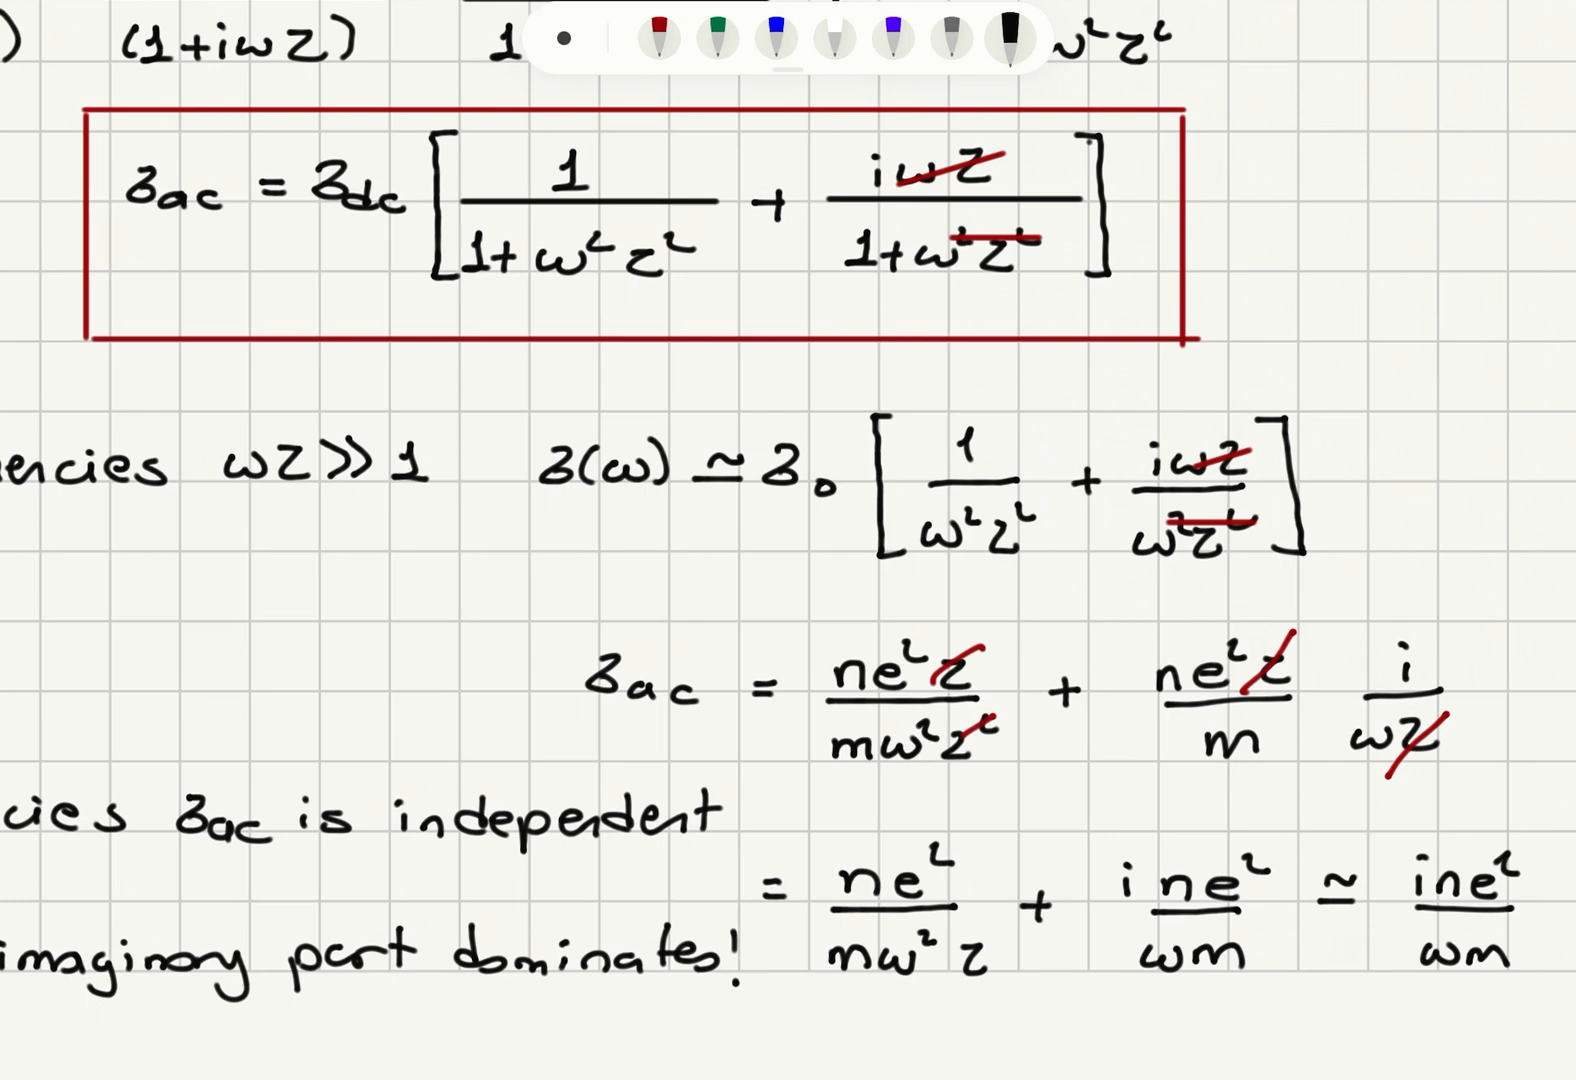 ) (1+iωτ) 1 ω²τ²
σac = σdc [ 1/(1+ω²τ²) + iωτ/(1+ω²τ²) ]
encies ωτ≫1 σ(ω) ≃ σ₀ [ 1/(ω²τ²) + iωτ/(ω²τ²) ]
σac = ne²τ/(mω²τ²) + ne²τ/m i/(ωτ)
cies σac is independent
= ne²/(mω²τ) + i ne²/(ωm) ≃ ine²/(ωm)
imaginary part dominates!